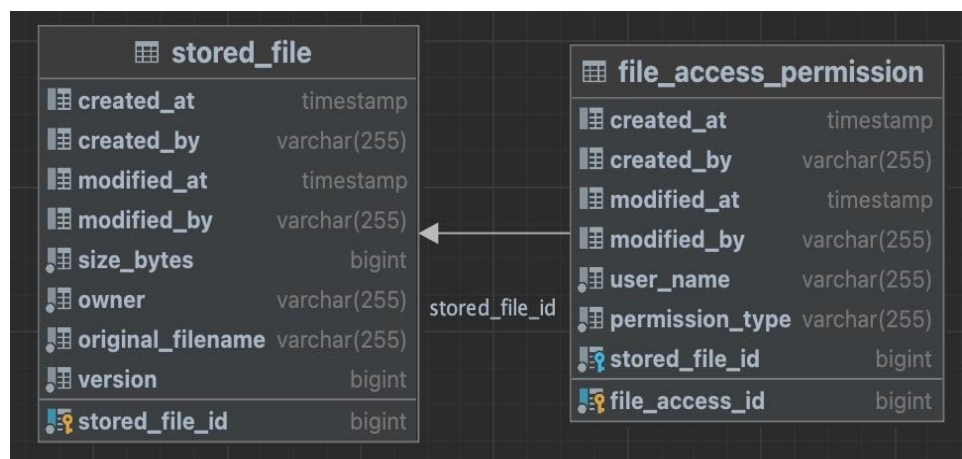 stored_file
created_at timestamp
created_by varchar(255)
modified_at timestamp
modified_by varchar(255)
size_bytes bigint
owner varchar(255)
original_filename varchar(255)
version bigint
stored_file_id bigint
stored_file_id
file_access_permission
created_at timestamp
created_by varchar(255)
modified_at timestamp
modified_by varchar(255)
user_name varchar(255)
permission_type varchar(255)
stored_file_id bigint
file_access_id bigint